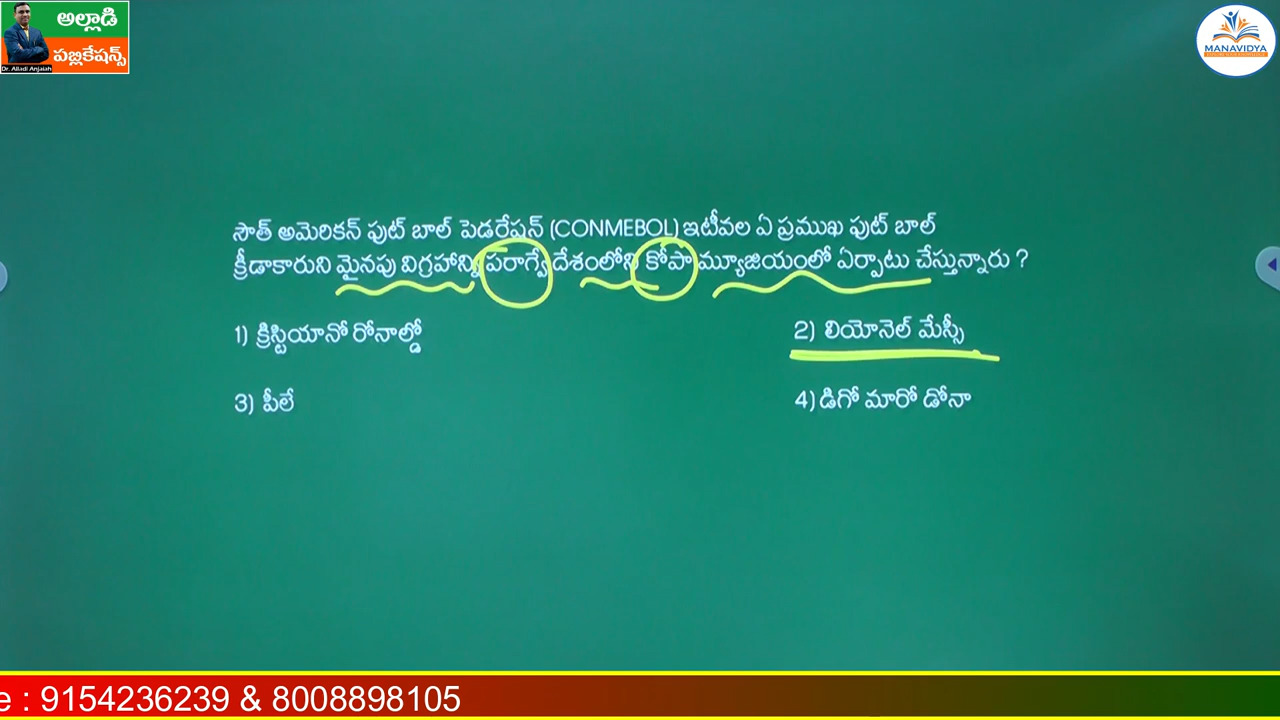 అల్లాడి
పబ్లికేషన్స్
Dr. Alladi Anjaiah
MANAVIDYA
సౌత్ అమెరికన్ ఫుట్ బాల్ పెడరేషన్ (CONMEBOL) ఇటీవల ఏ ప్రముఖ ఫుట్ బాల్
క్రీడాకారుని మైనపు విగ్రహాన్ని పరాగ్వే దేశంలోని కోపా మ్యూజియంలో ఏర్పాటు చేస్తున్నారు ?
1) క్రిస్టియానో రోనాల్డో
2) లియోనెల్ మేస్సీ
3) పీలే
4) డిగో మారో డోనా
e : 9154236239 & 8008898105